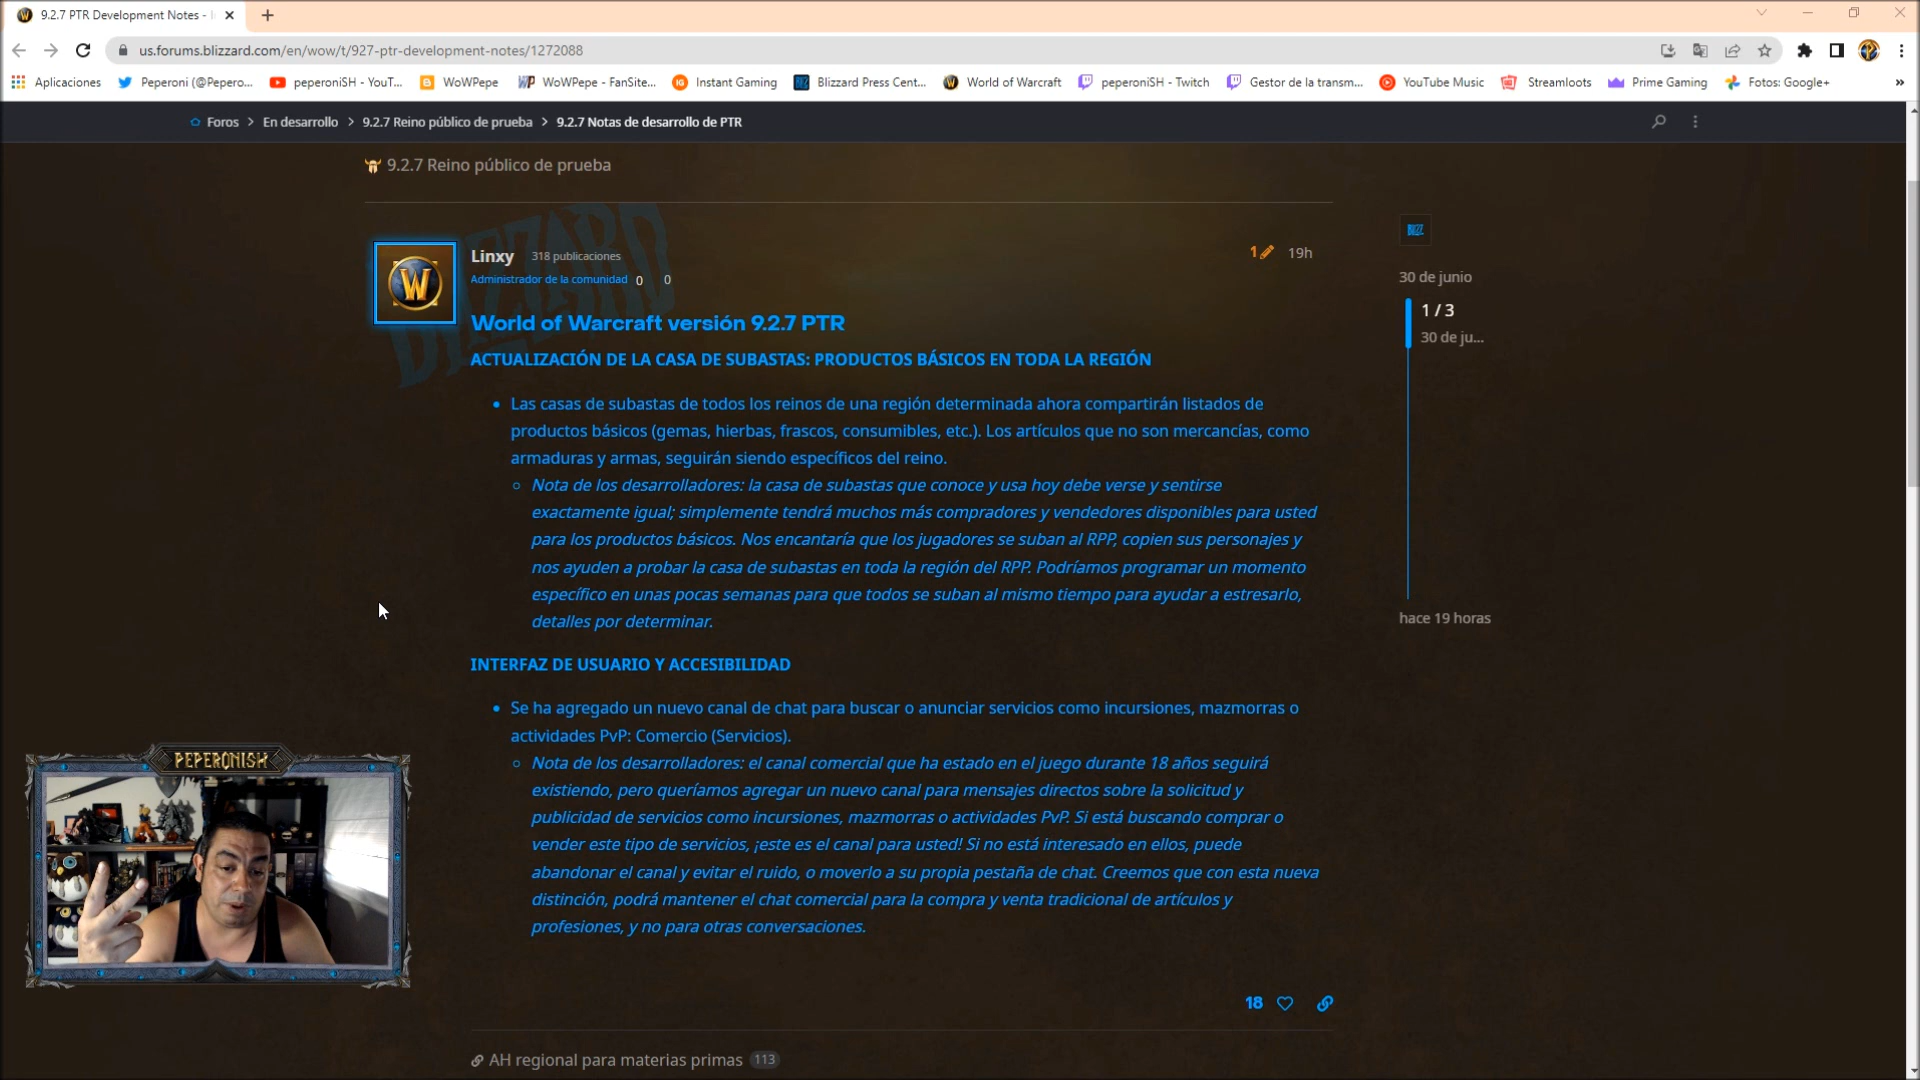 9.2.7 PTR Development Notes -
us.forums.blizzard.com/en/wow/t/927-ptr-development-notes/1272088
Aplicaciones
Peperoni (@Pepero...
peperoniSH - YouT...
WoWPepe
WoWPepe - FanSite...
Instant Gaming
Blizzard Press Cent...
World of Warcraft
peperoniSH - Twitch
Gestor de la transm...
YouTube Music
Streamloots
Prime Gaming
Fotos: Google+
»
Foros > En desarrollo > 9.2.7 Reino público de prueba > 9.2.7 Notas de desarrollo de PTR
9.2.7 Reino público de prueba
BLIZZARD
Linxy 318 publicaciones
1 19h
Administrador de la comunidad 0 0
World of Warcraft versión 9.2.7 PTR
ACTUALIZACIÓN DE LA CASA DE SUBASTAS: PRODUCTOS BÁSICOS EN TODA LA REGIÓN
Las casas de subastas de todos los reinos de una región determinada ahora compartirán listados de
productos básicos (gemas, hierbas, frascos, consumibles, etc.). Los artículos que no son mercancías, como
armaduras y armas, seguirán siendo específicos del reino.
Nota de los desarrolladores: la casa de subastas que conoce y usa hoy debe verse y sentirse
exactamente igual; simplemente tendrá muchos más compradores y vendedores disponibles para usted
para los productos básicos. Nos encantaría que los jugadores se suban al RPP, copien sus personajes y
nos ayuden a probar la casa de subastas en toda la región del RPP. Podríamos programar un momento
específico en unas pocas semanas para que todos se suban al mismo tiempo para ayudar a estresarlo,
detalles por determinar.
INTERFAZ DE USUARIO Y ACCESIBILIDAD
Se ha agregado un nuevo canal de chat para buscar o anunciar servicios como incursiones, mazmorras o
actividades PvP: Comercio (Servicios).
Nota de los desarrolladores: el canal comercial que ha estado en el juego durante 18 años seguirá
existiendo, pero queríamos agregar un nuevo canal para mensajes directos sobre la solicitud y
publicidad de servicios como incursiones, mazmorras o actividades PvP. Si está buscando comprar o
vender este tipo de servicios, ¡este es el canal para usted! Si no está interesado en ellos, puede
abandonar el canal y evitar el ruido, o moverlo a su propia pestaña de chat. Creemos que con esta nueva
distinción, podrá mantener el chat comercial para la compra y venta tradicional de artículos y
profesiones, y no para otras conversaciones.
18
AH regional para materias primas 113
30 de junio
1 / 3
30 de ju...
hace 19 horas
PEPERONISH